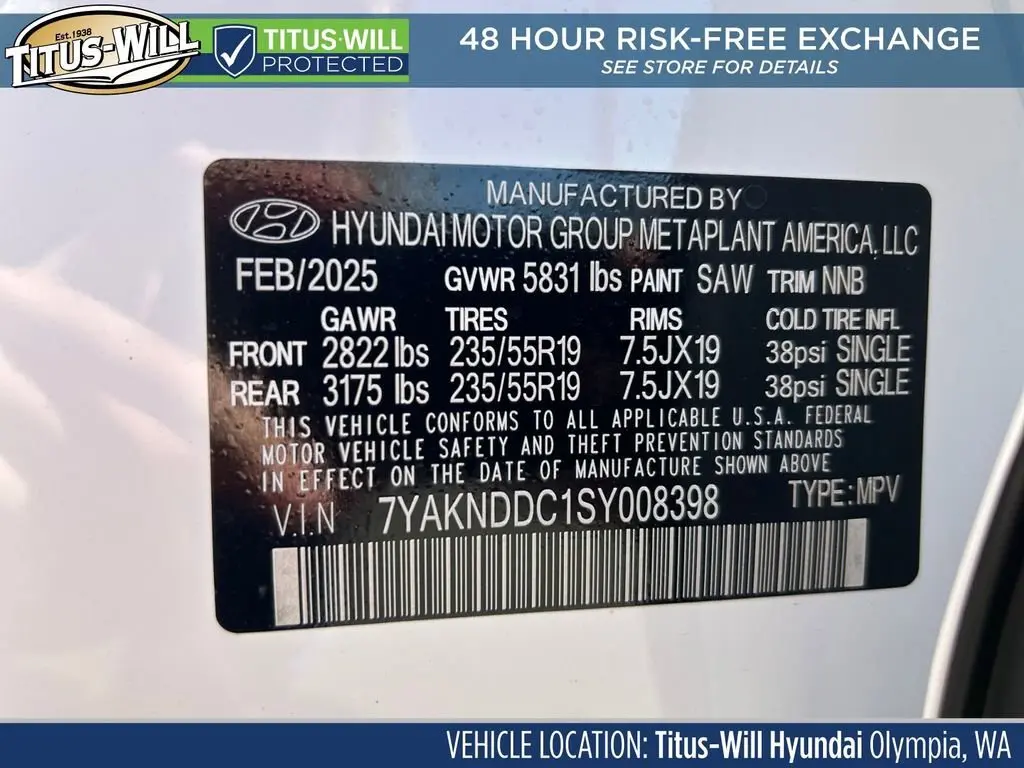 Est. 1938
TITUS-WILL
TITUS-WILL
PROTECTED
48 HOUR RISK-FREE EXCHANGE
SEE STORE FOR DETAILS
MANUFACTURED BY
HYUNDAI MOTOR GROUP METAPLANT AMERICA, LLC
FEB/2025 GVWR 5831 lbs PAINT SAW TRIM NNB
GAWR TIRES RIMS COLD TIRE INFL
FRONT 2822 lbs 235/55R19 7.5JX19 38psi SINGLE
REAR 3175 lbs 235/55R19 7.5JX19 38psi SINGLE
THIS VEHICLE CONFORMS TO ALL APPLICABLE U.S.A. FEDERAL
MOTOR VEHICLE SAFETY AND THEFT PREVENTION STANDARDS
IN EFFECT ON THE DATE OF MANUFACTURE SHOWN ABOVE
V.I.N 7YAKNDDC1SY008398 TYPE: MPV
VEHICLE LOCATION: Titus-Will Hyundai Olympia, WA